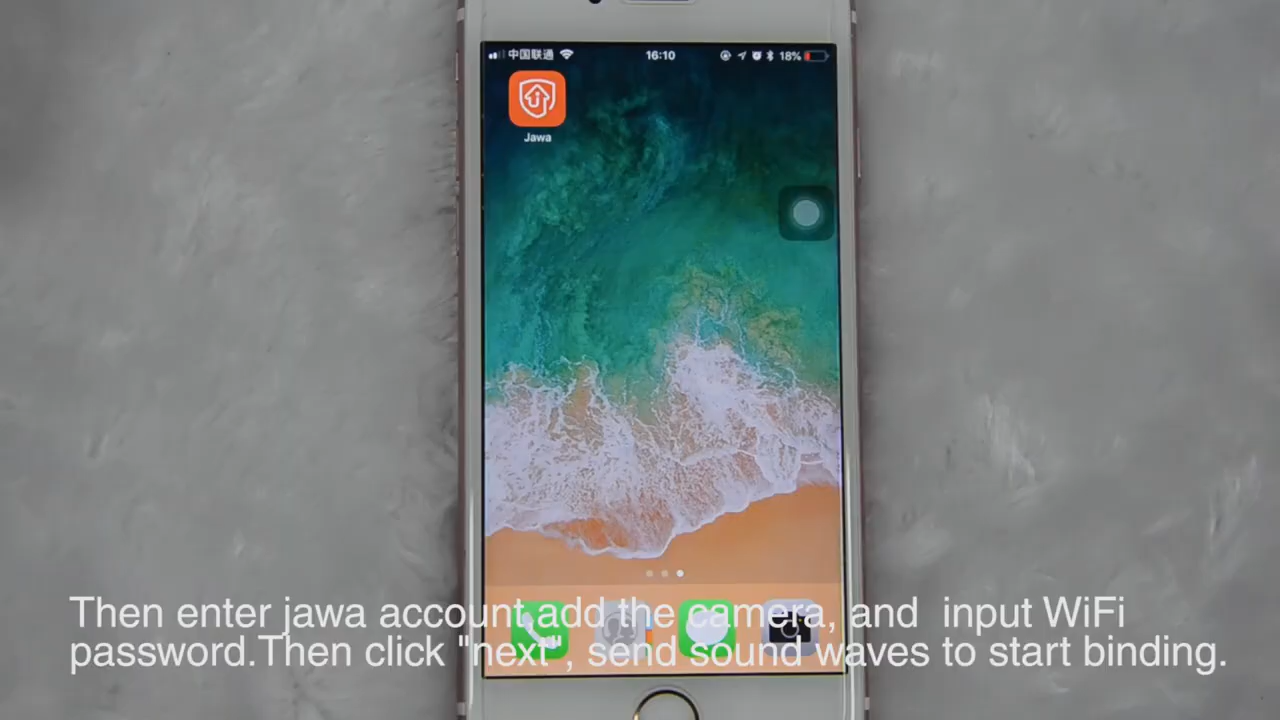 中国联通
16:10
18%
Jawa
Then enter jawa account,add the camera, and  input WiFi
password.Then click "next", send sound waves to start binding.